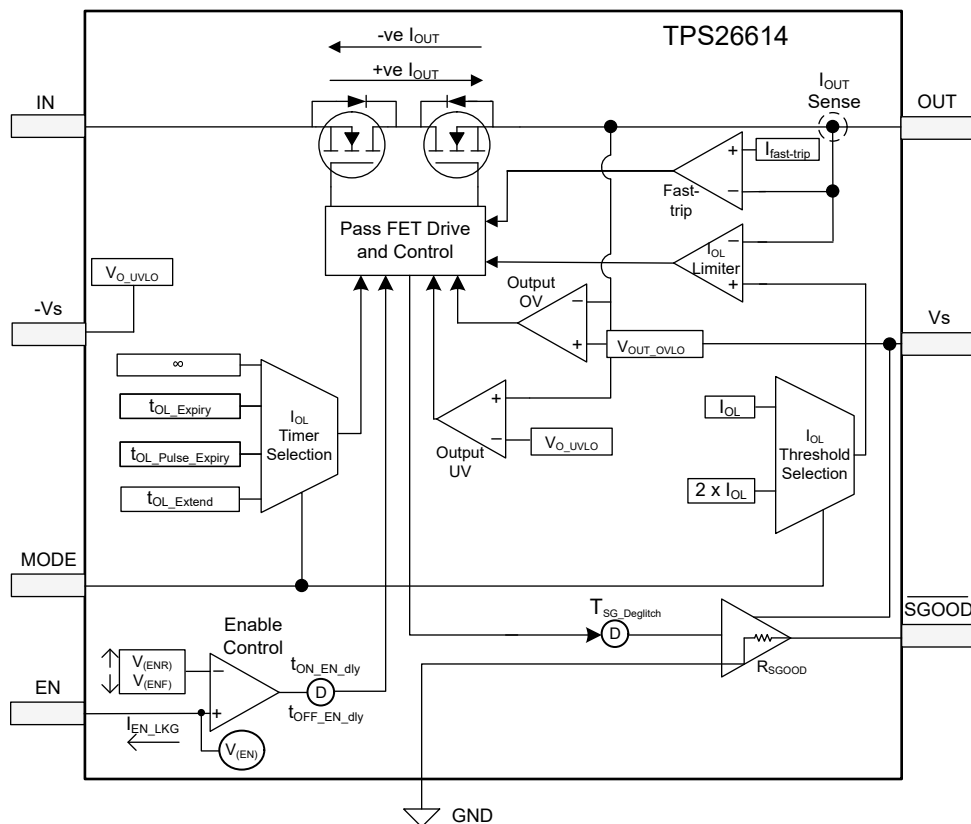 TPS26614
-ve IOUT
+ve IOUT
IOUT
Sense
IN
OUT
Ifast-trip
+
−
Fast-
trip
Pass FET Drive
and Control
−
IOL
Limiter
+
VO_UVLO
-Vs
Output
OV
−
+
VOUT_OVLO
Vs
∞
tOL_Expiry
tOL_Pulse_Expiry
tOL_Extend
IOL
Timer
Selection
+
−
Output
UV
VO_UVLO
IOL
2 x IOL
IOL
Threshold
Selection
MODE
SGOOD
TSG_Deglitch
D
RSGOOD
Enable
Control
V(ENR)
V(ENF)
−
+
tON_EN_dly
D
tOFF_EN_dly
EN
IEN_LKG
V(EN)
GND